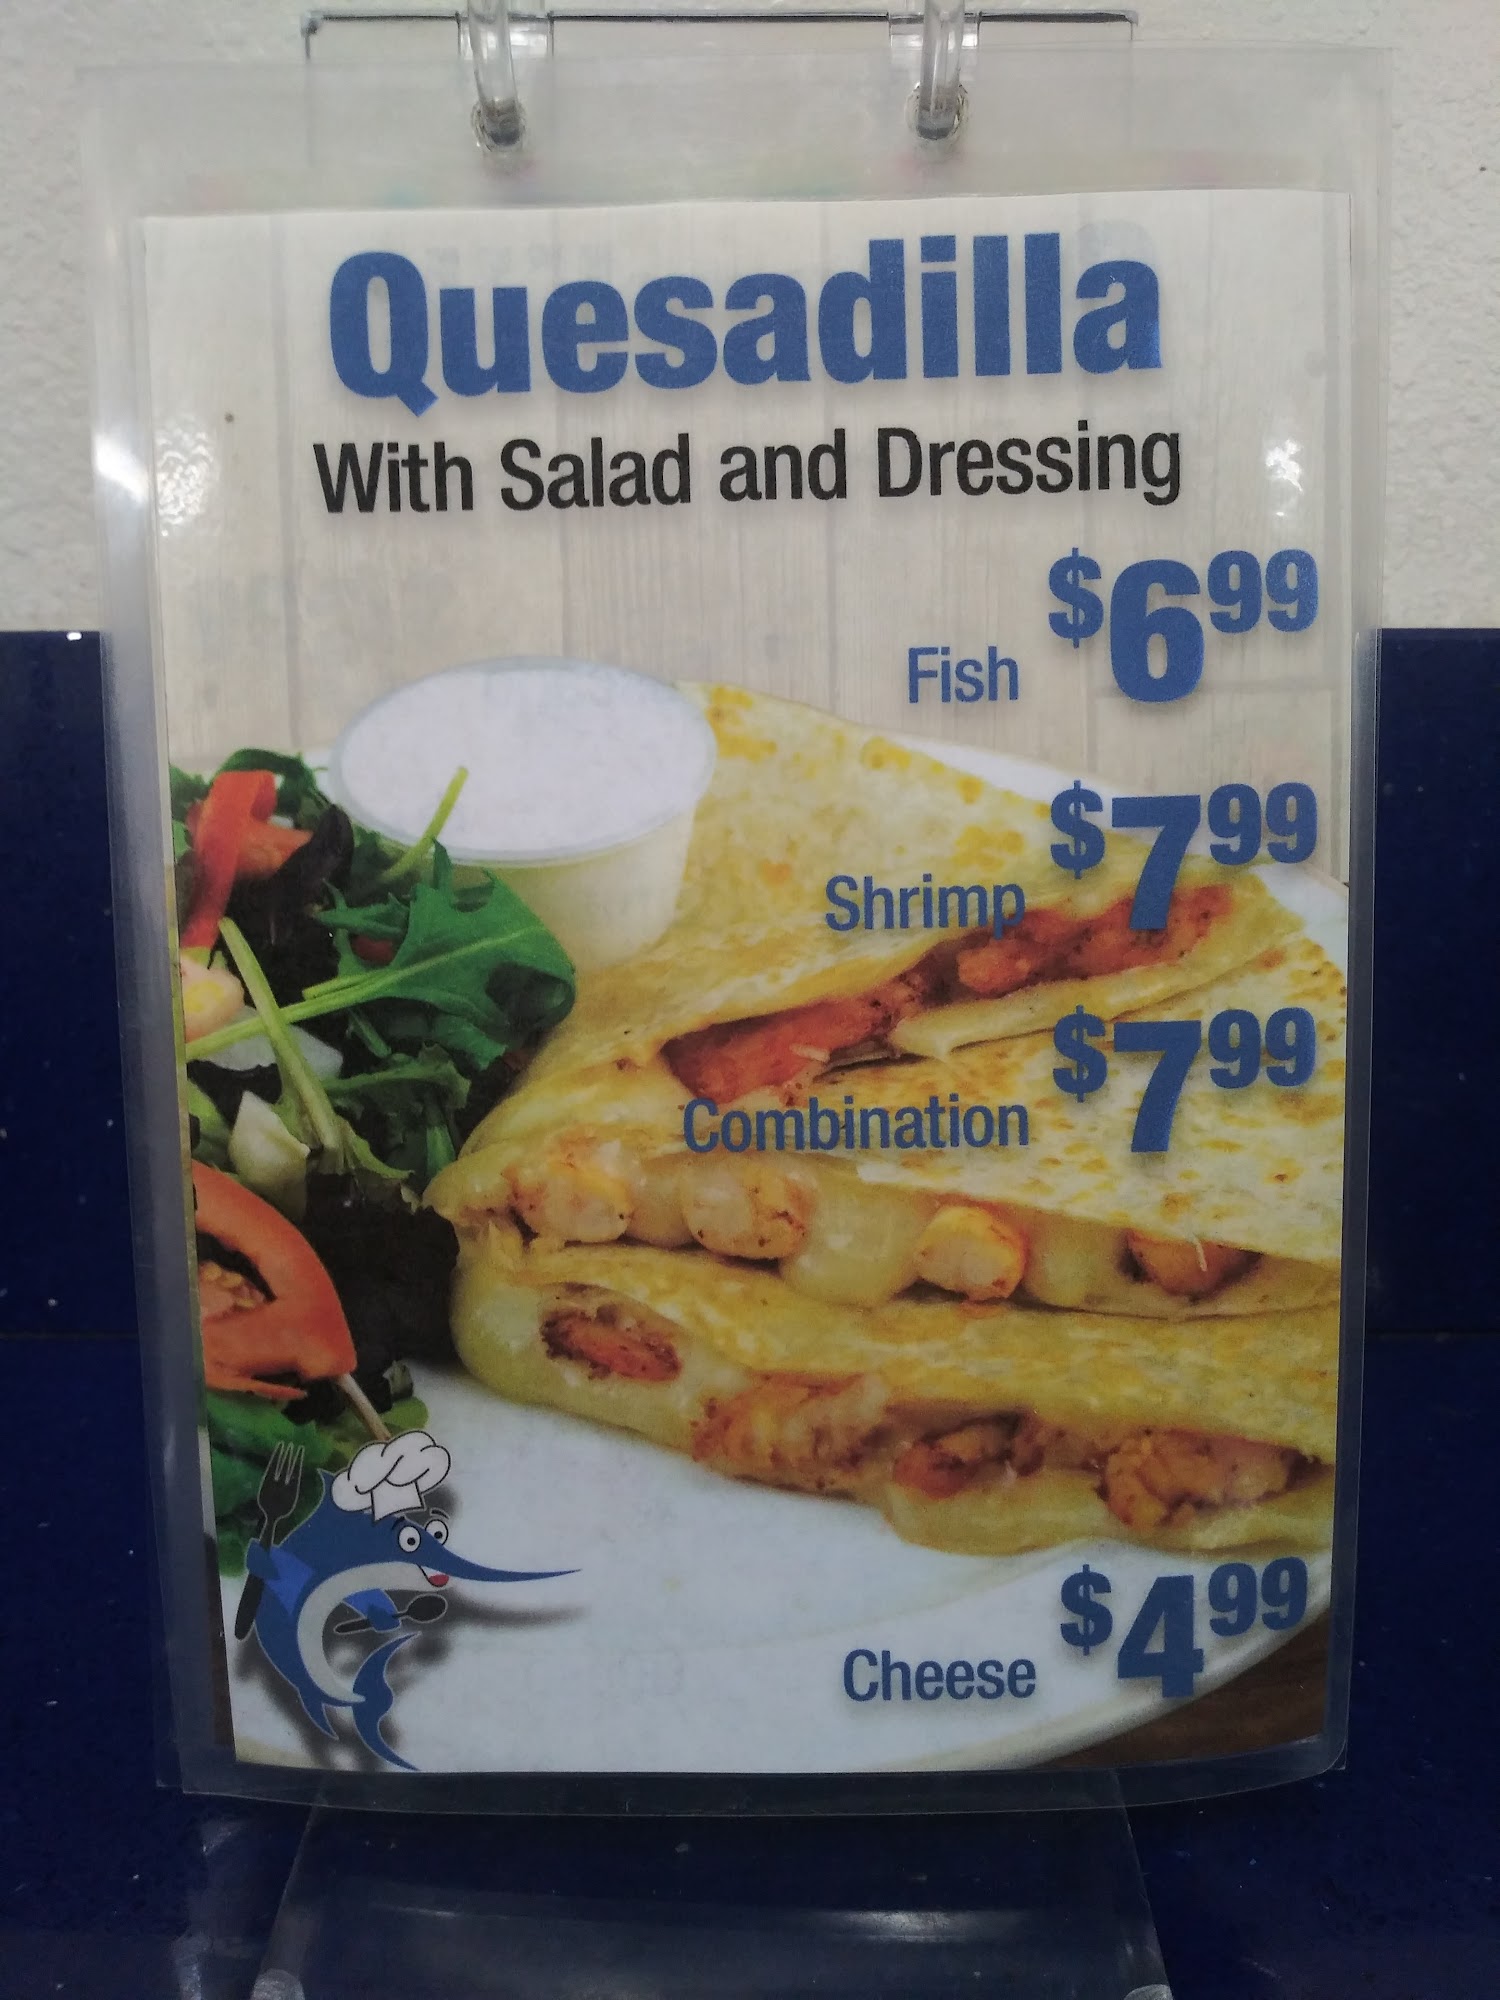 Quesadilla
With Salad and Dressing
Fish $6.99
Shrimp $7.99
Combination $7.99
Cheese $4.99